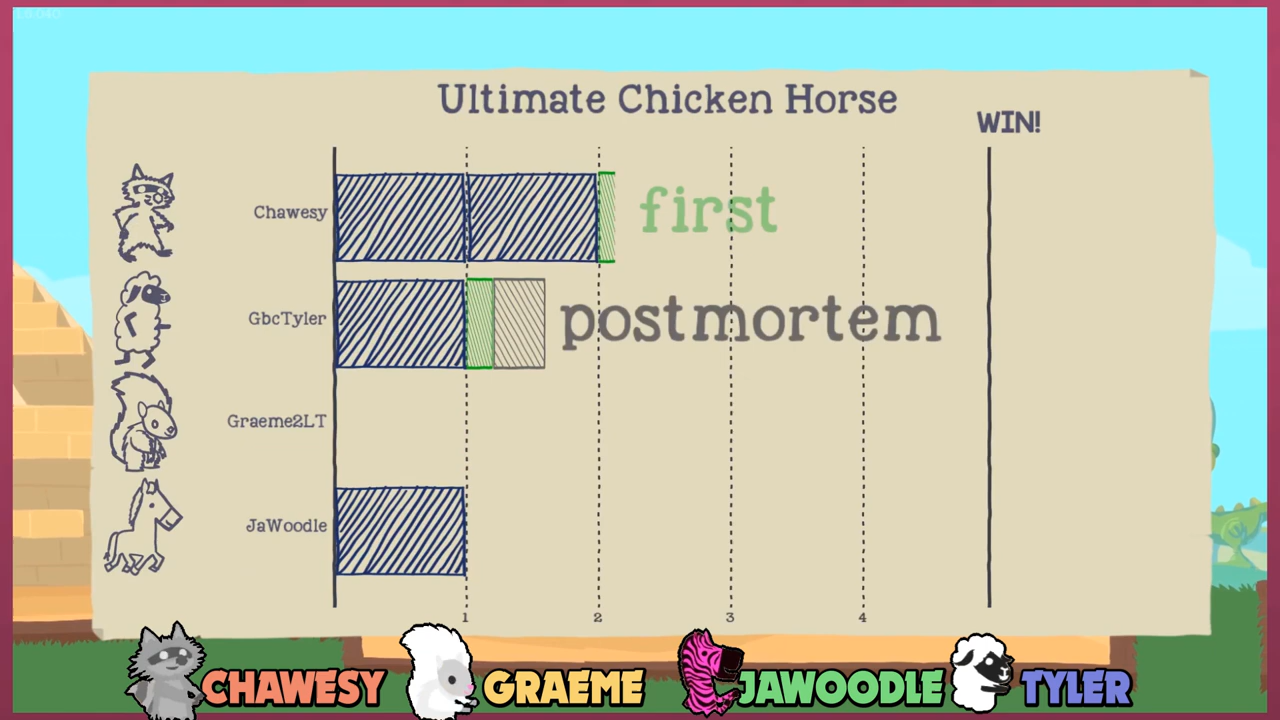 Ultimate Chicken Horse
WIN!
Chawesy
first
GbcTyler
postmortem
Graeme2LT
JaWoodle
1 2 3 4
CHAWESY GRAEME JAWOODLE TYLER